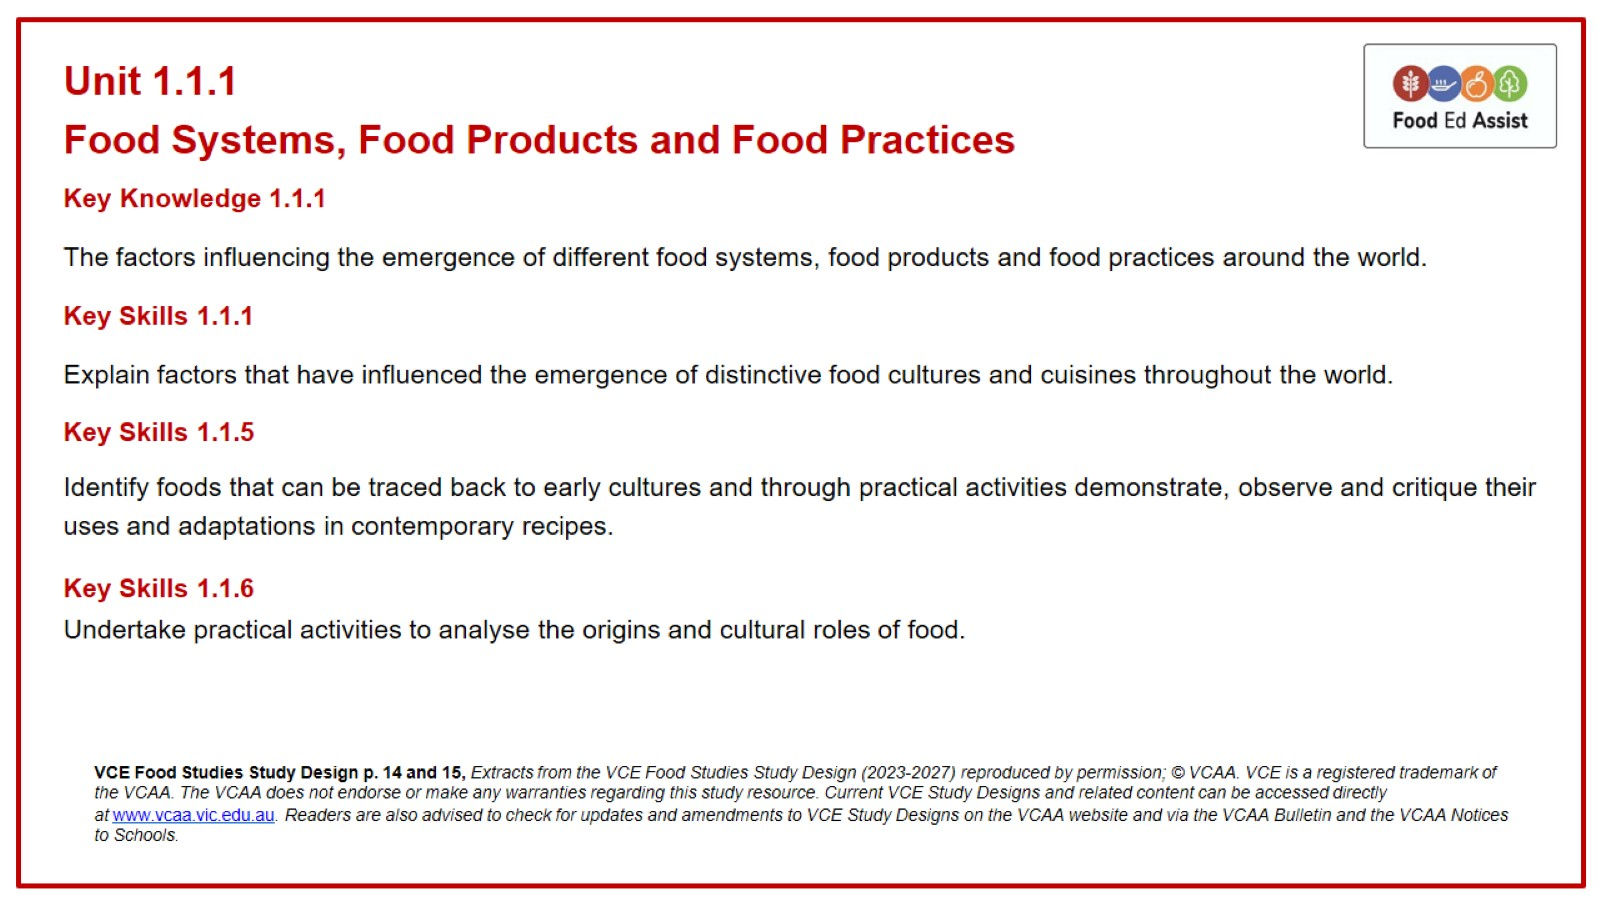 Unit 1.1.1
Food Ed Assist
Food Systems, Food Products and Food Practices
Key Knowledge 1.1.1
The factors influencing the emergence of different food systems, food products and food practices around the world.
Key Skills 1.1.1
Explain factors that have influenced the emergence of distinctive food cultures and cuisines throughout the world.
Key Skills 1.1.5
Identify foods that can be traced back to early cultures and through practical activities demonstrate, observe and critique their
uses and adaptations in contemporary recipes.
Key Skills 1.1.6
Undertake practical activities to analyse the origins and cultural roles of food.
VCE Food Studies Study Design p. 14 and 15, Extracts from the VCE Food Studies Study Design (2023-2027) reproduced by permission; © VCAA. VCE is a registered trademark of
the VCAA. The VCAA does not endorse or make any warranties regarding this study resource. Current VCE Study Designs and related content can be accessed directly
at www.vcaa.vic.edu.au. Readers are also advised to check for updates and amendments to VCE Study Designs on the VCAA website and via the VCAA Bulletin and the VCAA Notices
to Schools.